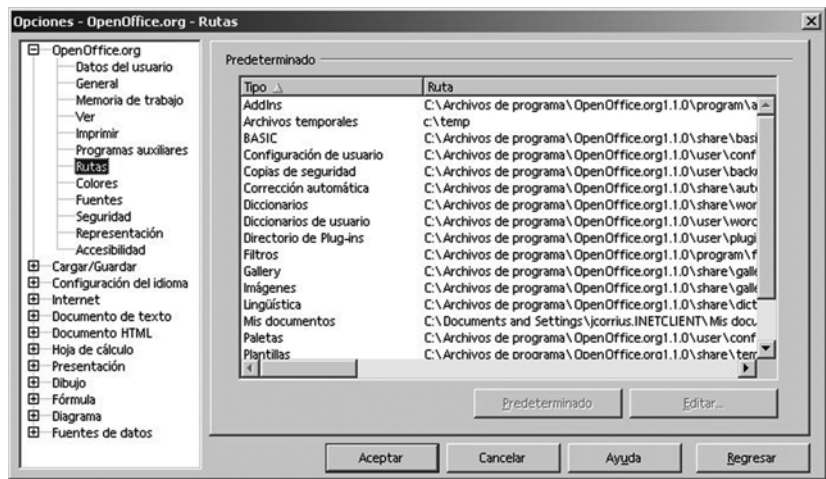 Opciones - OpenOffice.org - Rutas
OpenOffice.org
Datos del usuario
General
Memoria de trabajo
Ver
Imprimir
Programas auxiliares
Rutas
Colores
Fuentes
Seguridad
Representación
Accesibilidad
Cargar/Guardar
Configuración del idioma
Internet
Documento de texto
Documento HTML
Hoja de cálculo
Presentación
Dibujo
Fórmula
Diagrama
Fuentes de datos
Predeterminado
Tipo Ruta
AddIns C:\Archivos de programa\OpenOffice.org1.1.0\program\a
Archivos temporales c:\temp
BASIC C:\Archivos de programa\OpenOffice.org1.1.0\share\basi
Configuración de usuario C:\Archivos de programa\OpenOffice.org1.1.0\user\conf
Copias de seguridad C:\Archivos de programa\OpenOffice.org1.1.0\user\backu
Corrección automática C:\Archivos de programa\OpenOffice.org1.1.0\share\auto
Diccionarios C:\Archivos de programa\OpenOffice.org1.1.0\share\wor
Diccionarios de usuario C:\Archivos de programa\OpenOffice.org1.1.0\user\worc
Directorio de Plug-ins C:\Archivos de programa\OpenOffice.org1.1.0\user\plugi
Filtros C:\Archivos de programa\OpenOffice.org1.1.0\program\f
Gallery C:\Archivos de programa\OpenOffice.org1.1.0\share\galle
Imágenes C:\Archivos de programa\OpenOffice.org1.1.0\share\galle
Lingüística C:\Archivos de programa\OpenOffice.org1.1.0\share\dict
Mis documentos C:\Documents and Settings\jcorrius.INETCLIENT\Mis docu
Paletas C:\Archivos de programa\OpenOffice.org1.1.0\user\conf
Plantillas C:\Archivos de programa\OpenOffice.org1.1.0\share\tem
Predeterminado Editar...
Aceptar Cancelar Ayuda Regresar